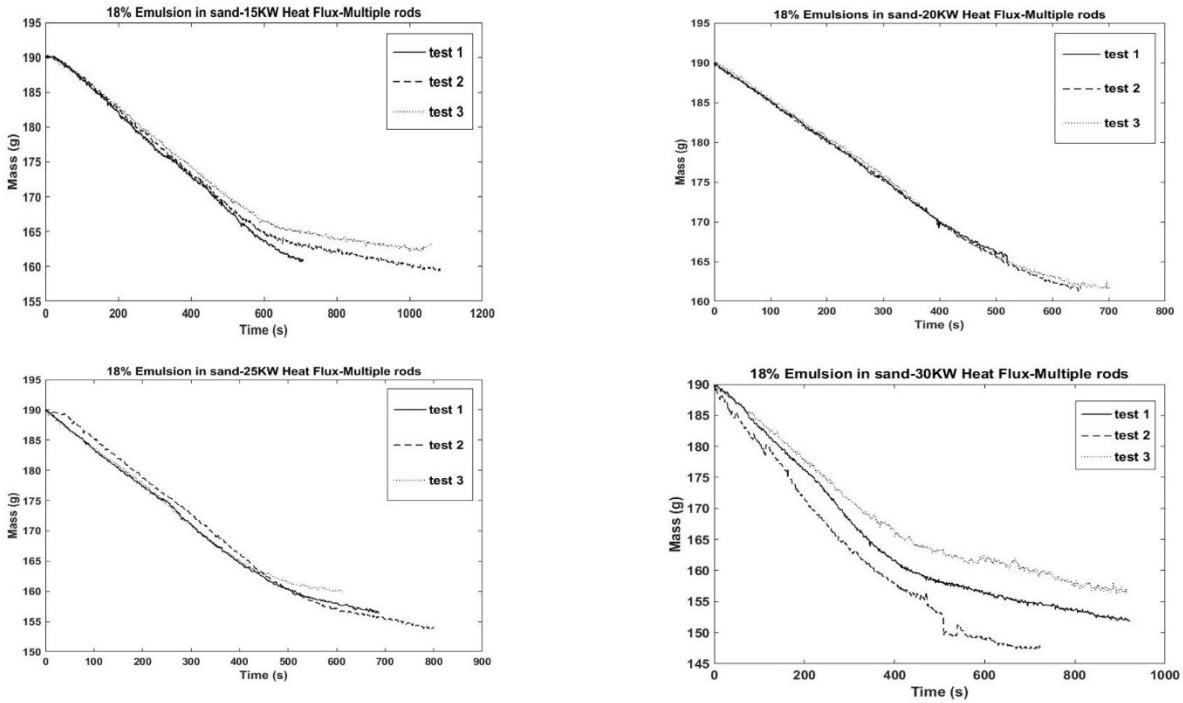 18% Emulsion in sand-15KW Heat Flux-Multiple rods
195
190
185
180
175
170
165
160
155
Mass (g)
0 200 400 600 800 1000 1200
Time (s)
test 1
test 2
test 3
18% Emulsions in sand-20KW Heat Flux-Multiple rods
195
190
185
180
175
170
165
160
Mass (g)
0 100 200 300 400 500 600 700 800
Time (s)
test 1
test 2
test 3
18% Emulsion in sand-25KW Heat Flux-Multiple rods
195
190
185
180
175
170
165
160
155
150
Mass (g)
0 100 200 300 400 500 600 700 800 900
Time (s)
test 1
test 2
test 3
18% Emulsion in sand-30KW Heat Flux-Multiple rods
190
185
180
175
170
165
160
155
150
145
Mass (g)
0 200 400 600 800 1000
Time (s)
test 1
test 2
test 3